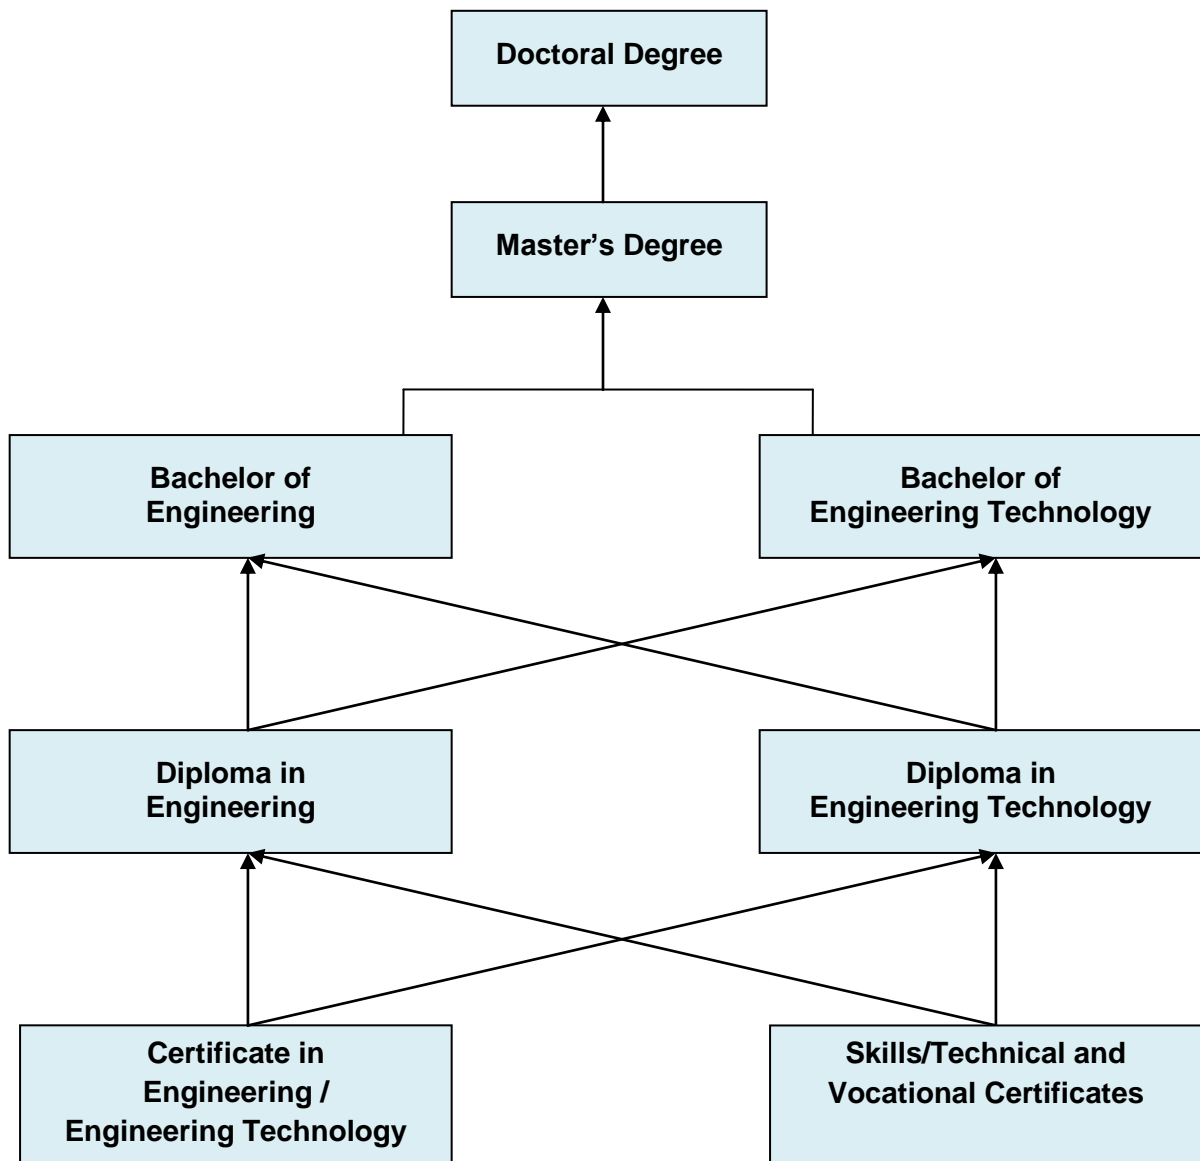 Doctoral Degree
Master’s Degree
Bachelor of
Engineering
Bachelor of
Engineering Technology
Diploma in
Engineering
Diploma in
Engineering Technology
Certificate in
Engineering /
Engineering Technology
Skills/Technical and
Vocational Certificates